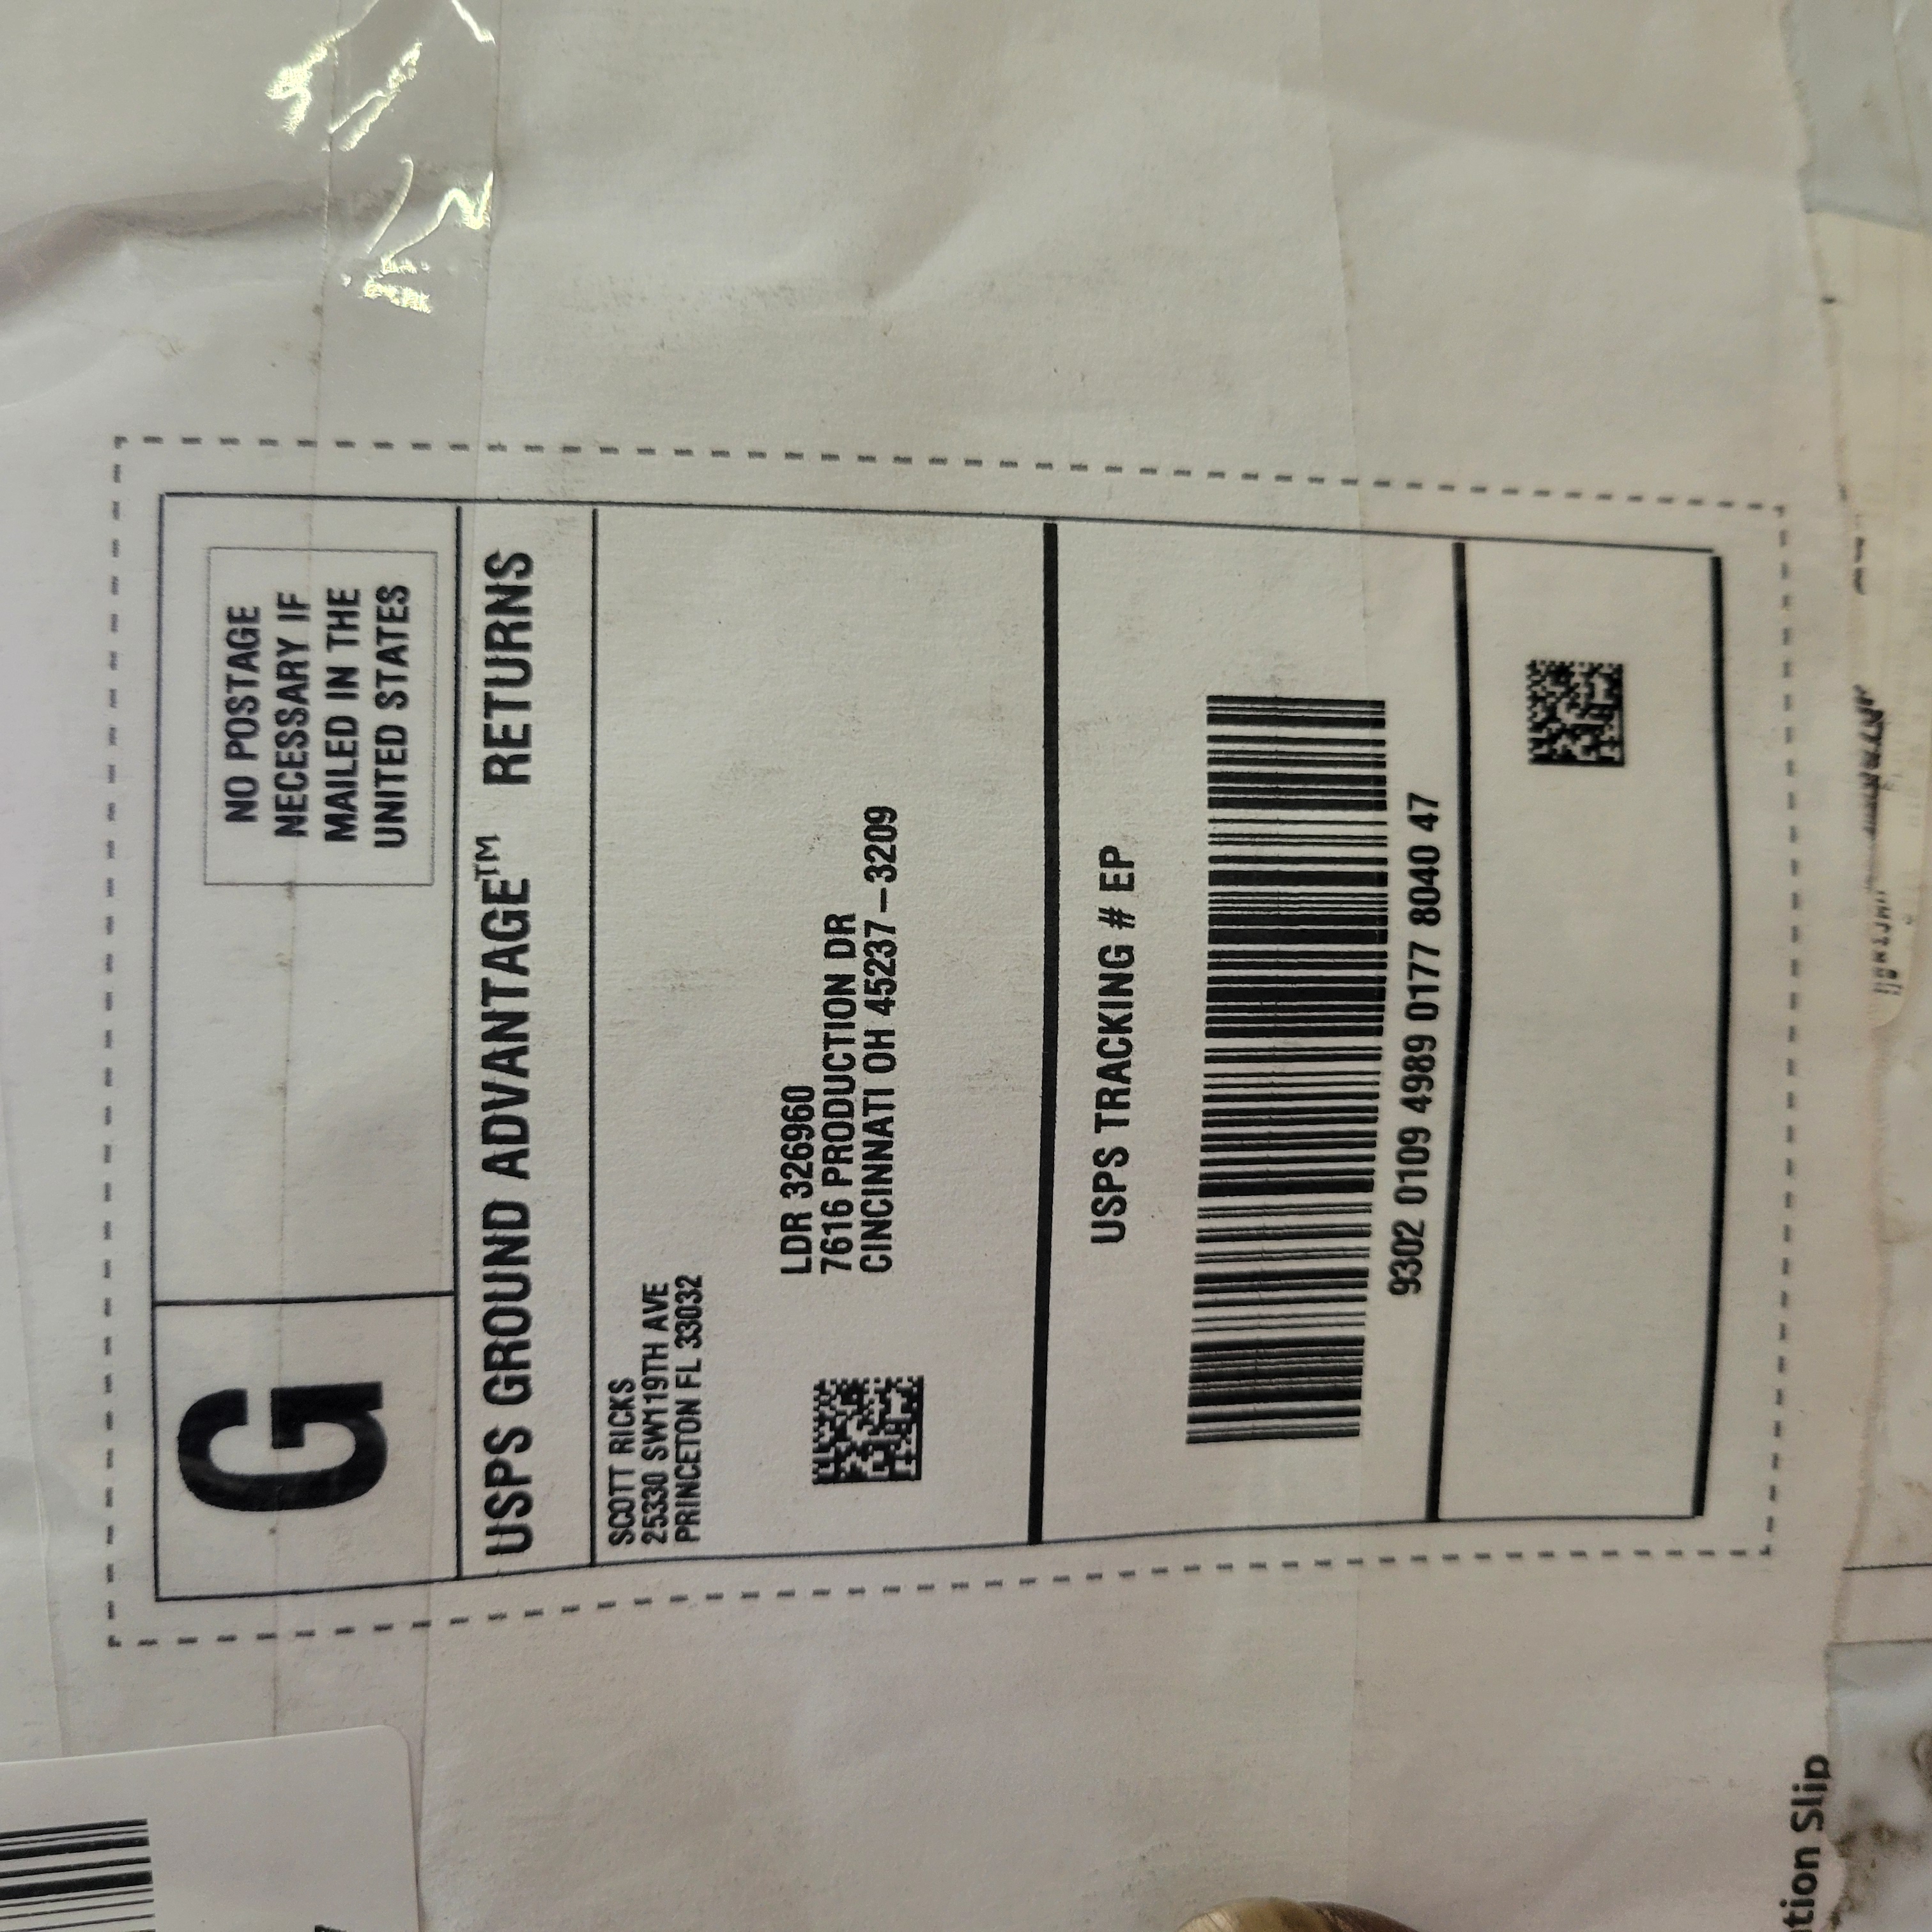 G
NO POSTAGE
NECESSARY IF
MAILED IN THE
UNITED STATES
USPS GROUND ADVANTAGE™ RETURNS
SCOTT RICKS
25330 SW119TH AVE
PRINCETON FL 33032
LDR 326960
7616 PRODUCTION DR
CINCINNATI OH 45237-3209
USPS TRACKING # EP
9302 0109 4989 0177 8040 47
Slip